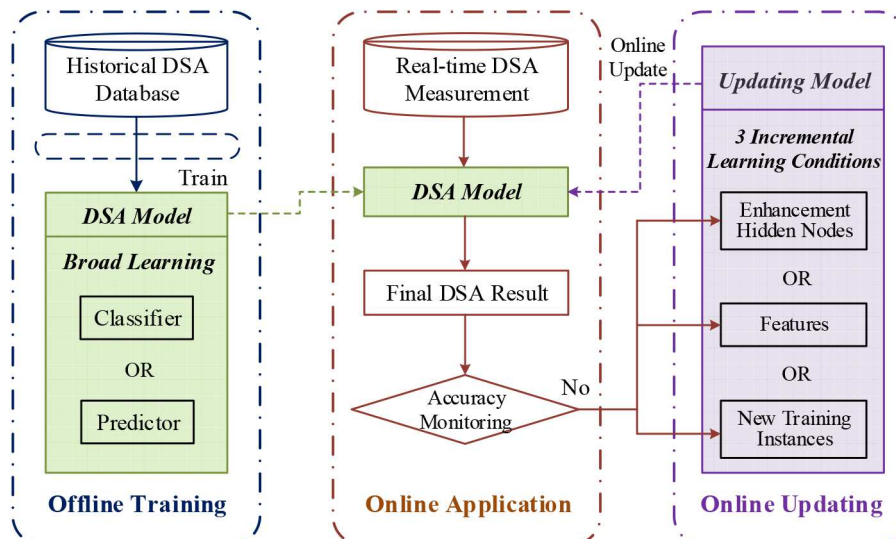 Historical DSA
Database
Train
DSA Model
Broad Learning
Classifier
OR
Predictor
Offline Training
Real-time DSA
Measurement
DSA Model
Final DSA Result
Accuracy
Monitoring
No
Online Application
Online
Update
Updating Model
3 Incremental
Learning Conditions
Enhancement
Hidden Nodes
OR
Features
OR
New Training
Instances
Online Updating